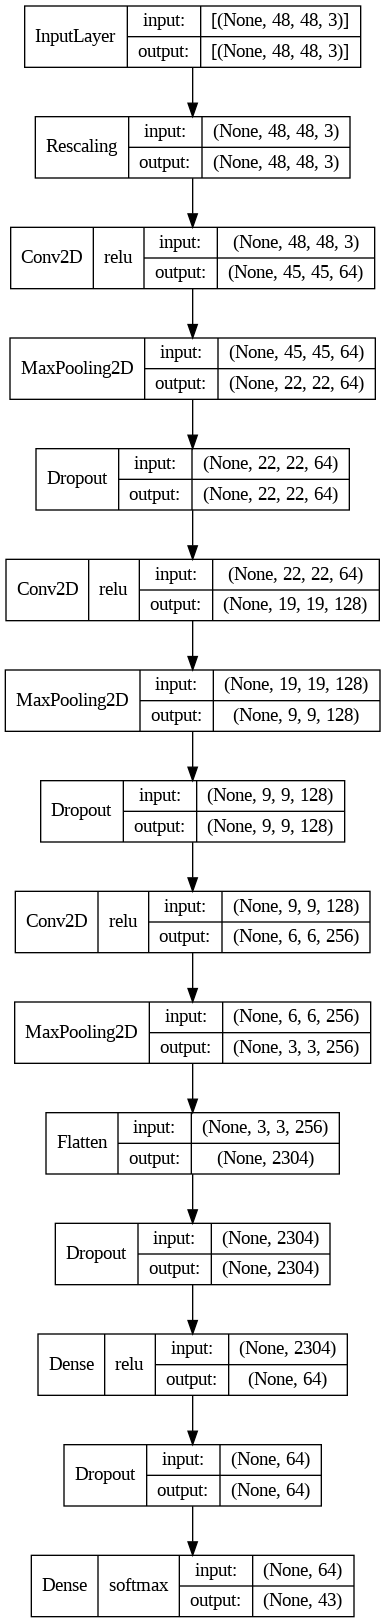 InputLayer input: [(None, 48, 48, 3)]
output: [(None, 48, 48, 3)]
Rescaling input: (None, 48, 48, 3)
output: (None, 48, 48, 3)
Conv2D relu input: (None, 48, 48, 3)
output: (None, 45, 45, 64)
MaxPooling2D input: (None, 45, 45, 64)
output: (None, 22, 22, 64)
Dropout input: (None, 22, 22, 64)
output: (None, 22, 22, 64)
Conv2D relu input: (None, 22, 22, 64)
output: (None, 19, 19, 128)
MaxPooling2D input: (None, 19, 19, 128)
output: (None, 9, 9, 128)
Dropout input: (None, 9, 9, 128)
output: (None, 9, 9, 128)
Conv2D relu input: (None, 9, 9, 128)
output: (None, 6, 6, 256)
MaxPooling2D input: (None, 6, 6, 256)
output: (None, 3, 3, 256)
Flatten input: (None, 3, 3, 256)
output: (None, 2304)
Dropout input: (None, 2304)
output: (None, 2304)
Dense relu input: (None, 2304)
output: (None, 64)
Dropout input: (None, 64)
output: (None, 64)
Dense softmax input: (None, 64)
output: (None, 43)